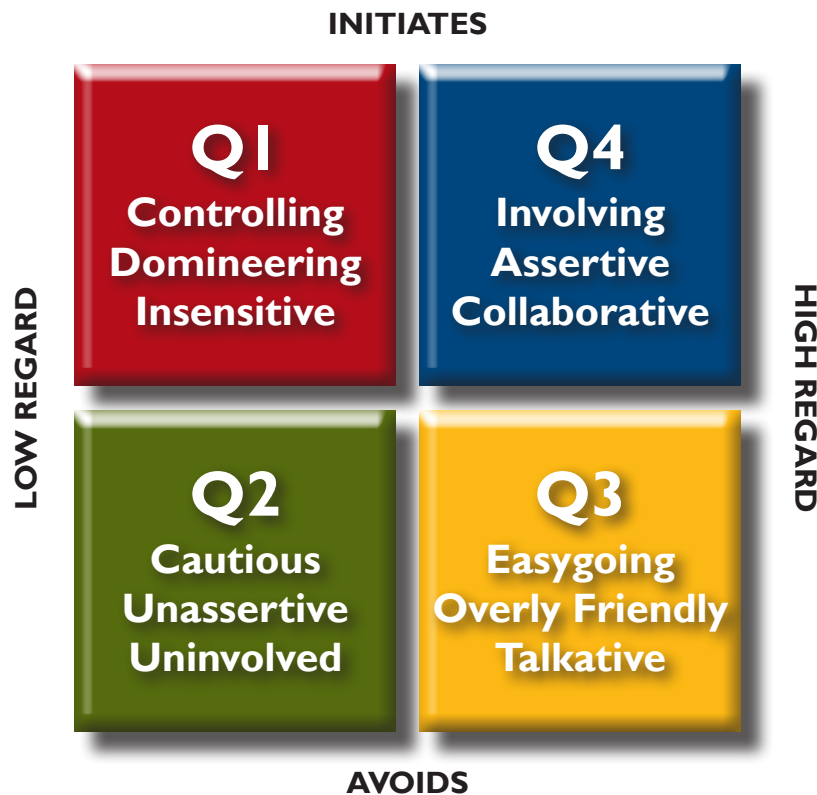 INITIATES
Q1
Controlling
Domineering
Insensitive
Q4
Involving
Assertive
Collaborative
LOW REGARD
HIGH REGARD
Q2
Cautious
Unassertive
Uninvolved
Q3
Easygoing
Overly Friendly
Talkative
AVOIDS